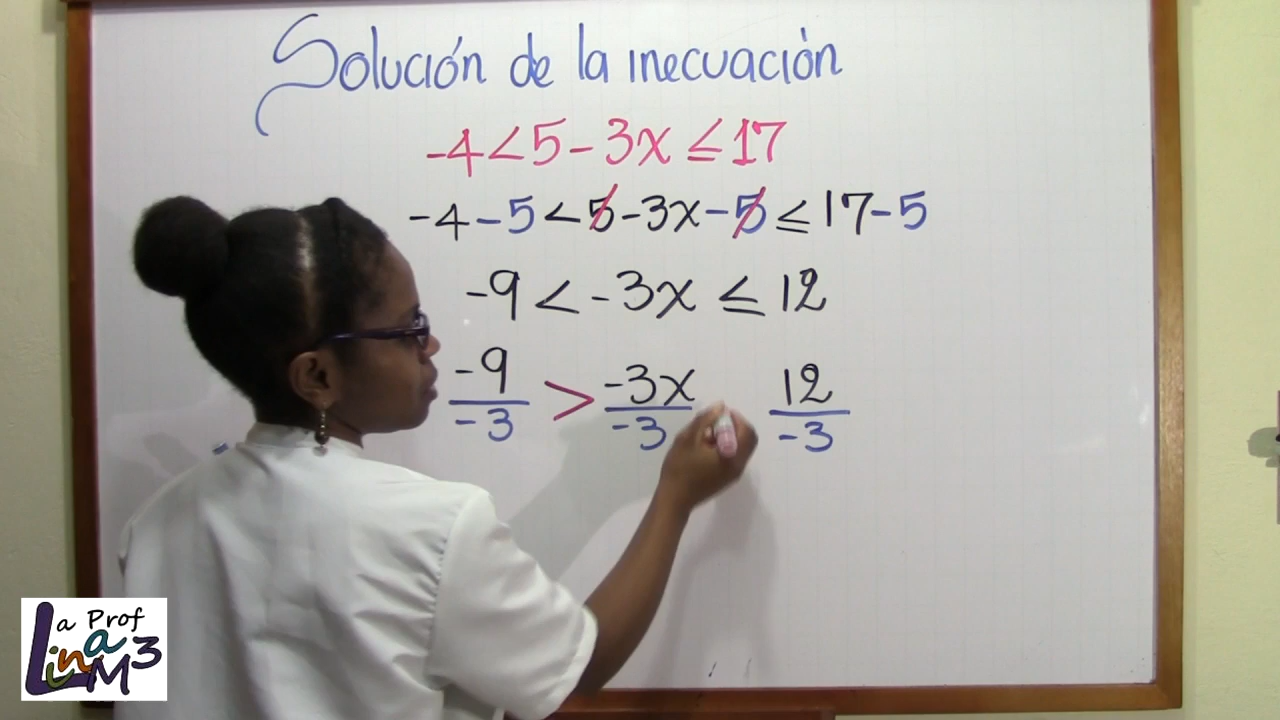 Solución de la inecuación
-4<5-3x≤17
-4-5<5-3x-5≤17-5
-9<-3x≤12
-9/-3 > -3x/-3 12/-3
La Prof
Lina M3